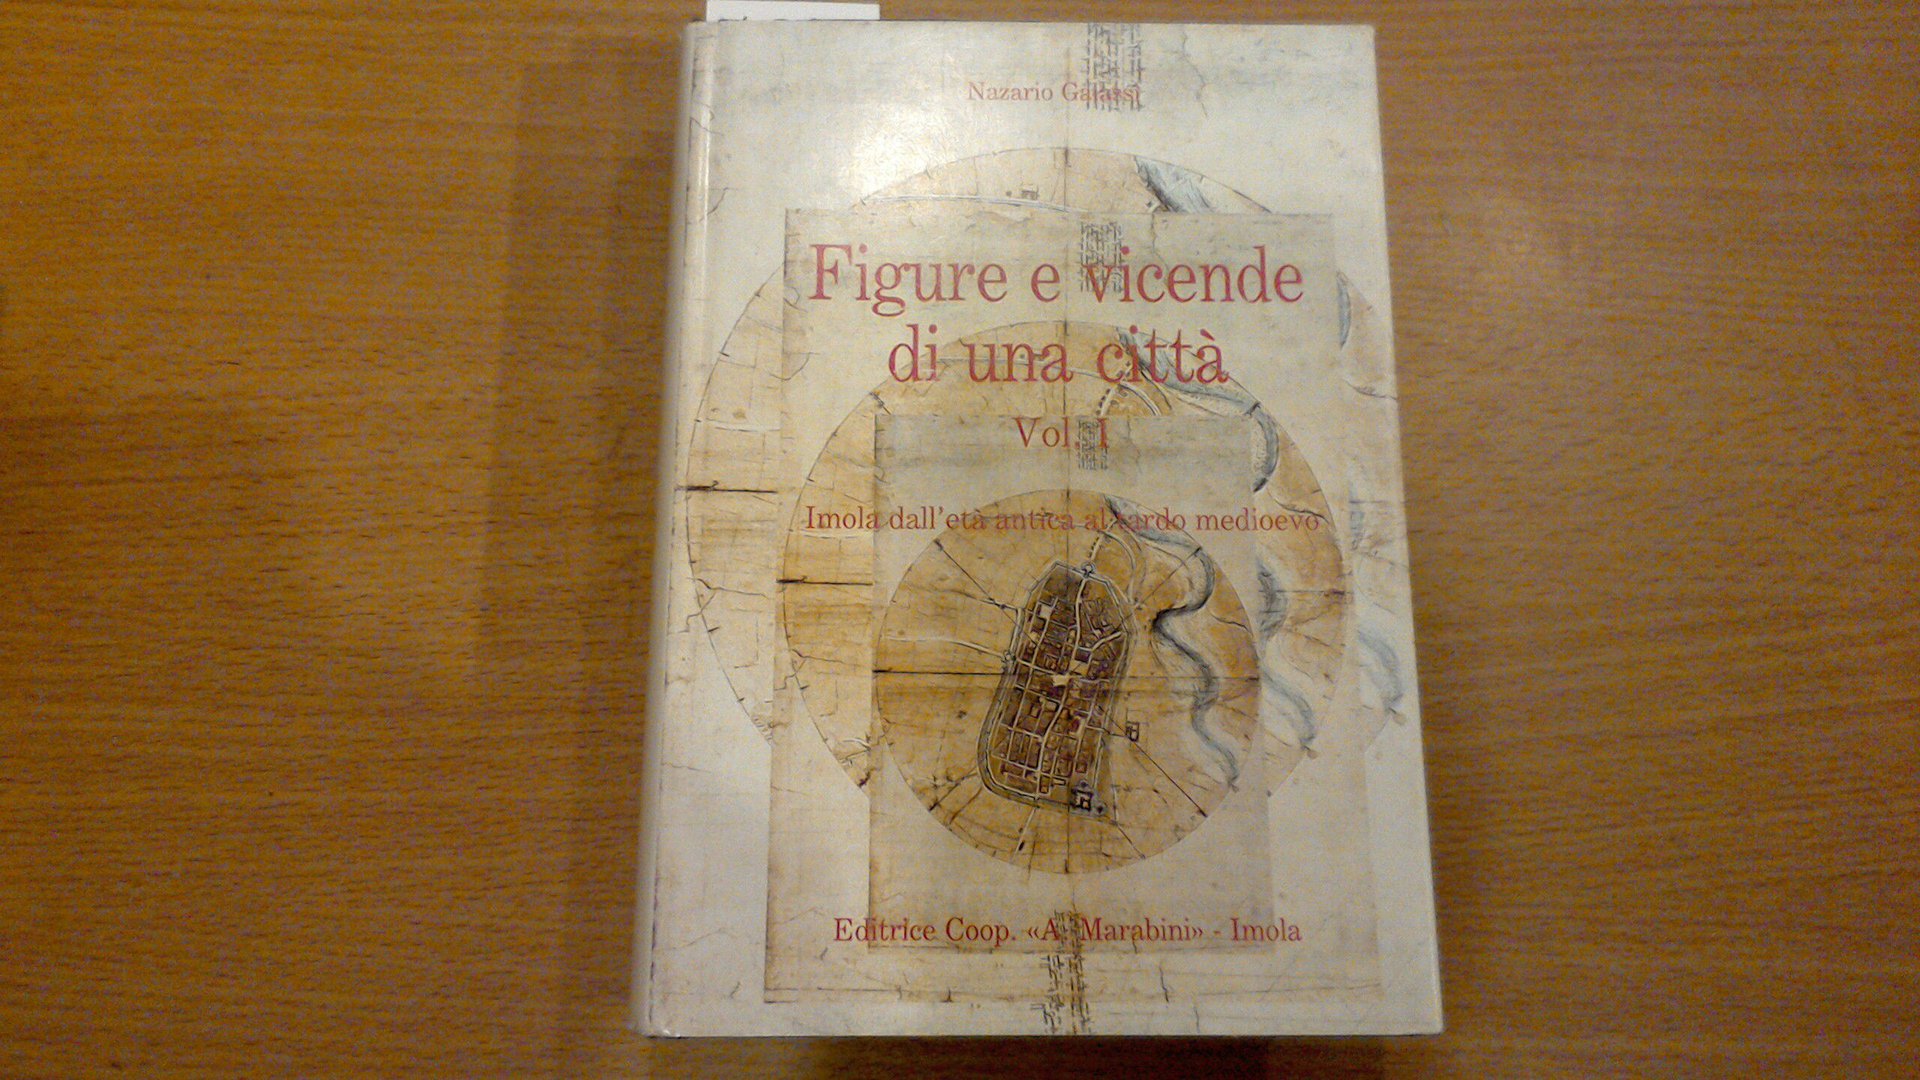 Nazario Galassi
Figure e vicende
di una città
Vol. I
Imola dall'età antica al tardo medioevo
Editrice Coop. «A. Marabini» - Imola